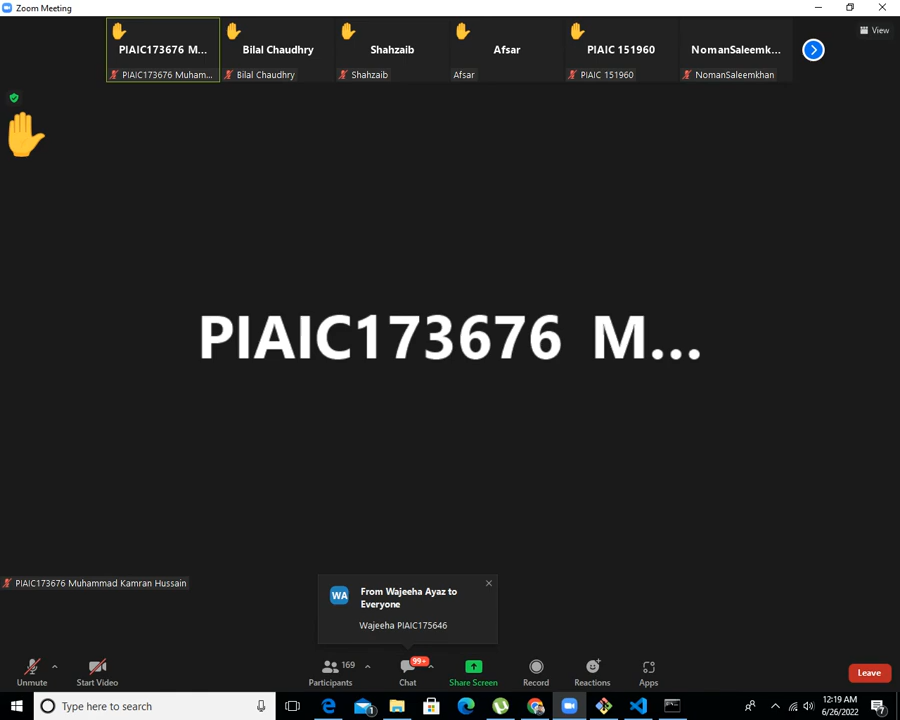 Zoom Meeting
PIAIC173676 M...
Bilal Chaudhry
Shahzaib
Afsar
PIAIC 151960
NomanSaleemk...
View
PIAIC173676 Muham...
Bilal Chaudhry
Shahzaib
Afsar
PIAIC 151960
NomanSaleemkhan
PIAIC173676 M...
PIAIC173676 Muhammad Kamran Hussain
WA
From Wajeeha Ayaz to
Everyone
Wajeeha PIAIC175646
169
99+
Unmute
Start Video
Participants
Chat
Share Screen
Record
Reactions
Apps
Leave
Type here to search
1
12:19 AM
6/26/2022
7